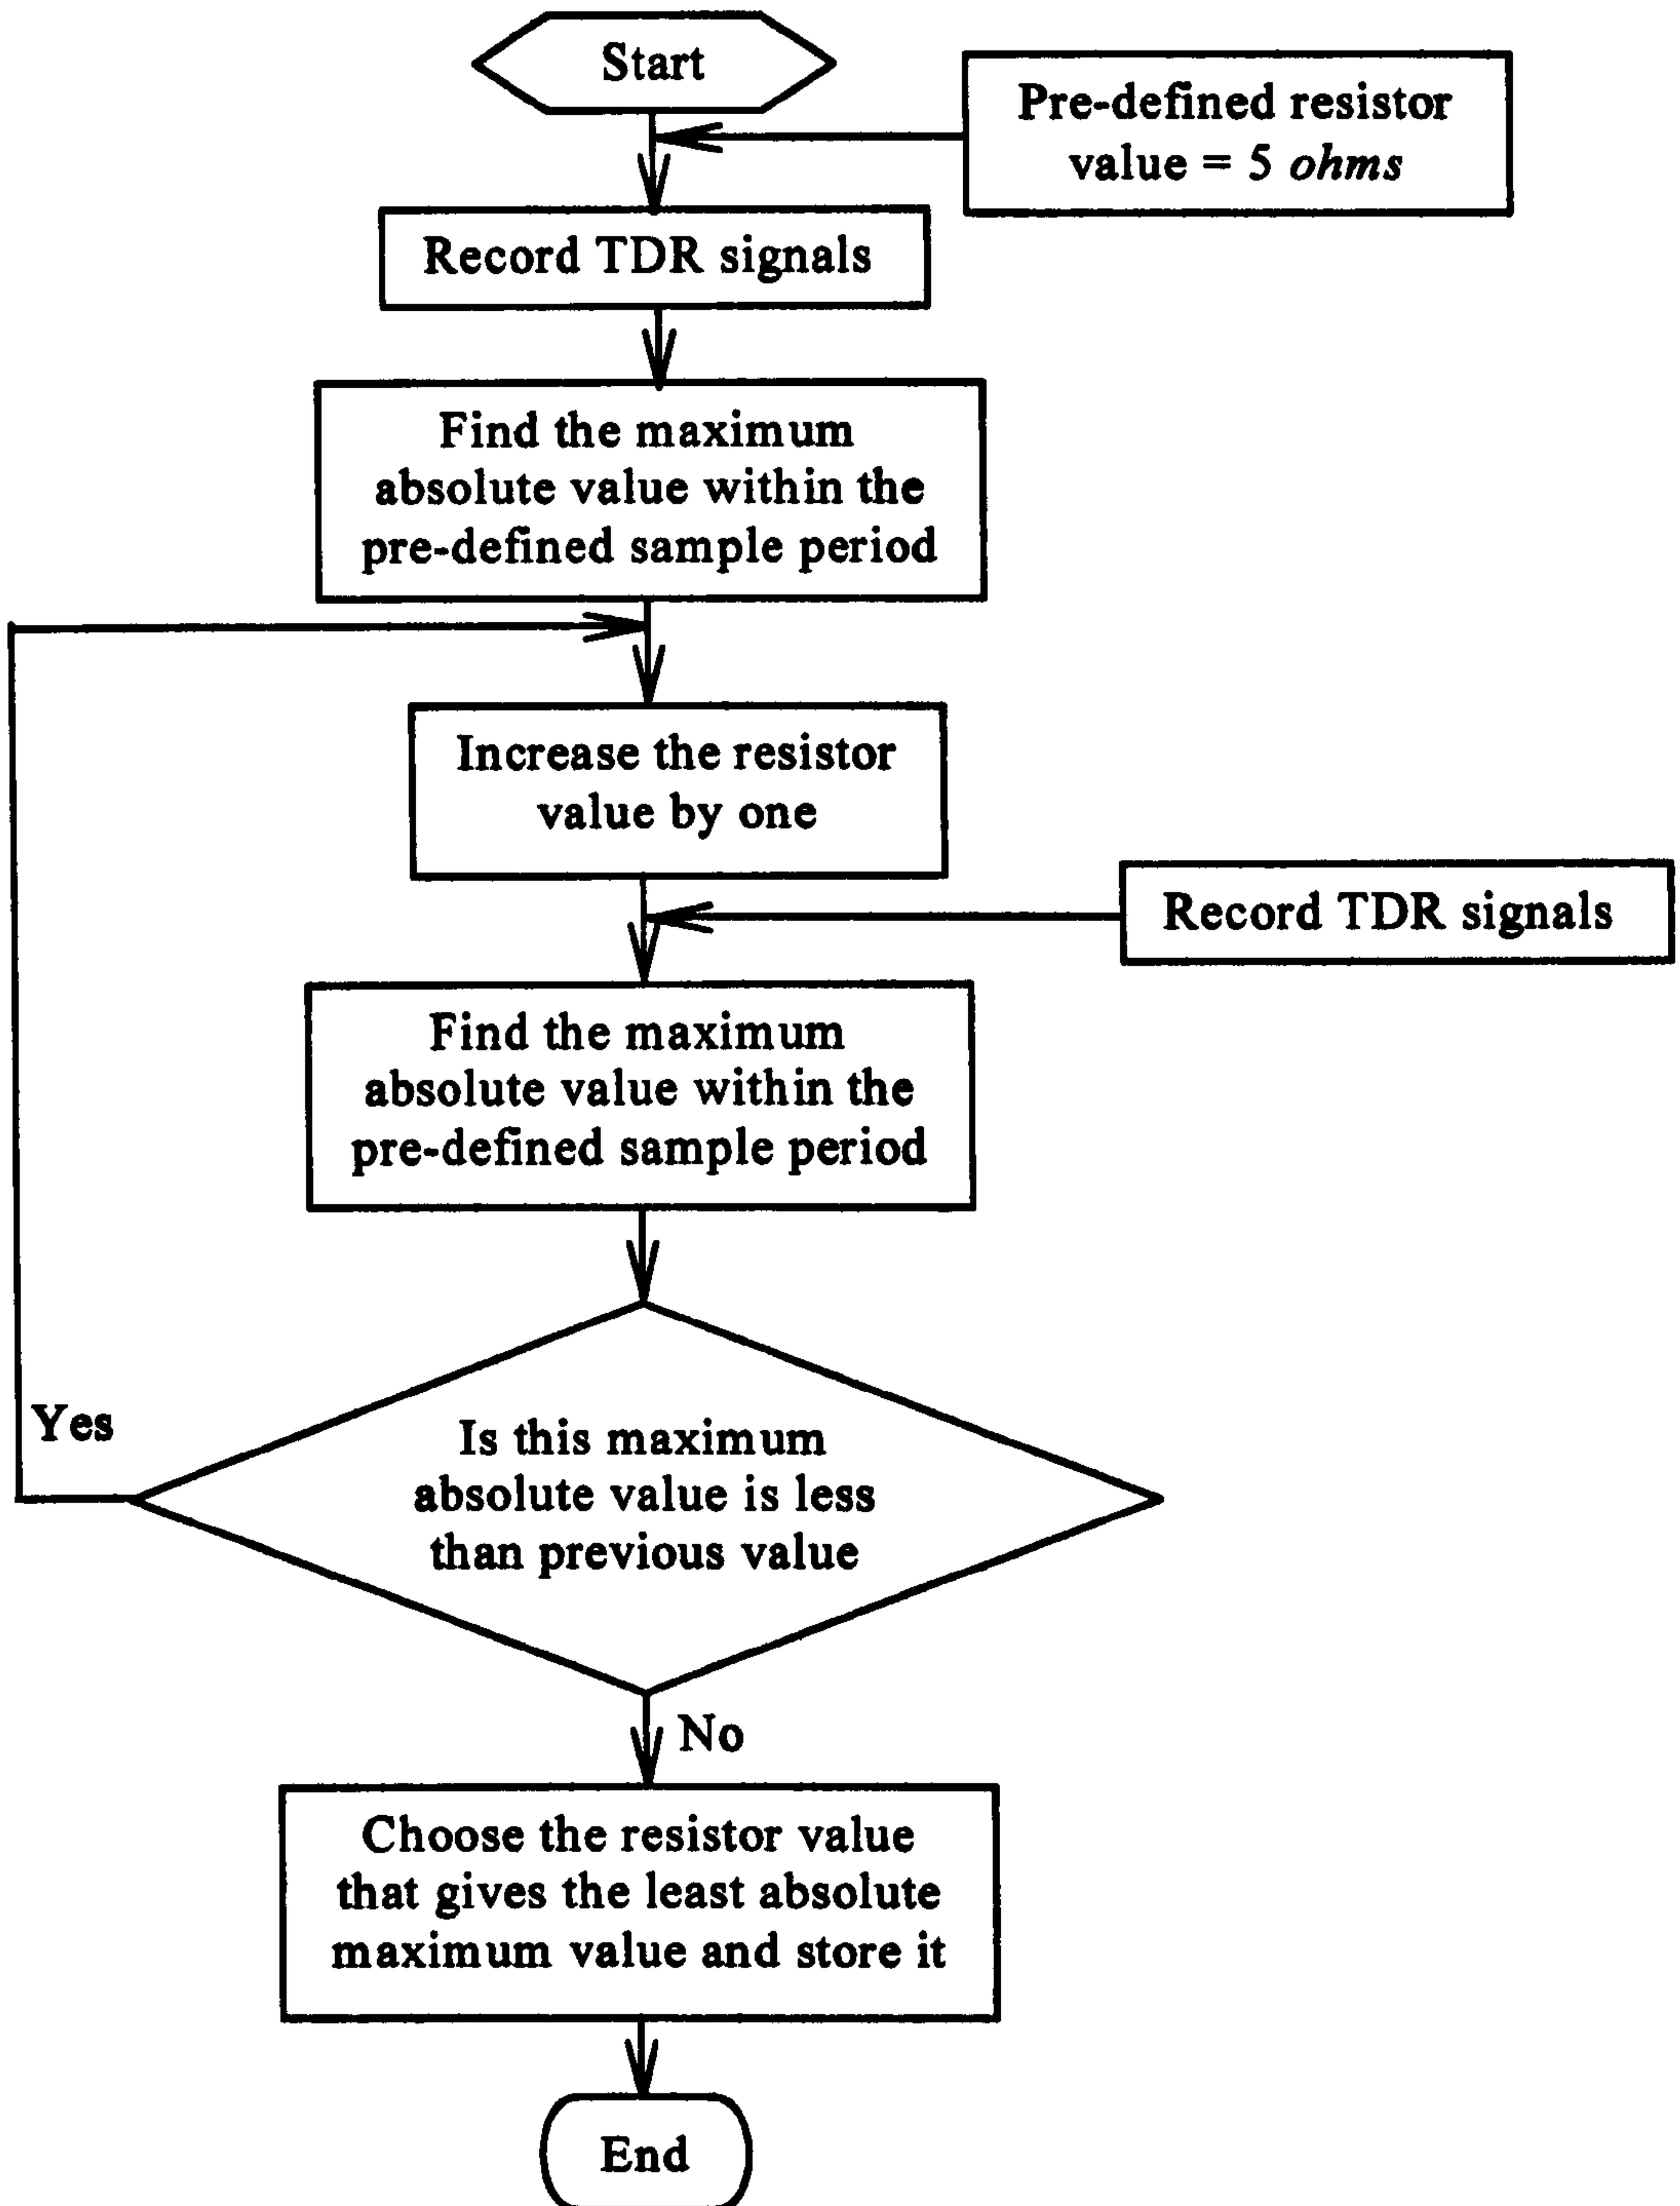 Start
Pre-defined resistor
value = 5 ohms
Record TDR signals
Find the maximum
absolute value within the
pre-defined sample period
Increase the resistor
value by one
Record TDR signals
Find the maximum
absolute value within the
pre-defined sample period
Yes
Is this maximum
absolute value is less
than previous value
No
Choose the resistor value
that gives the least absolute
maximum value and store it
End